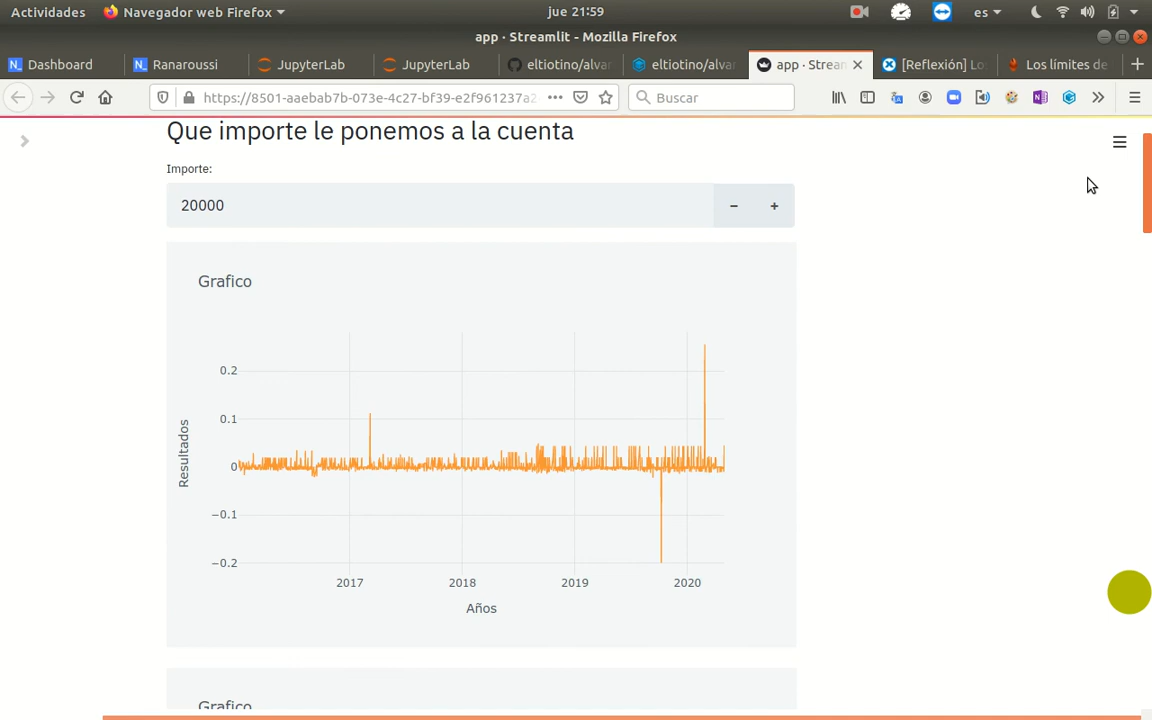 Actividades
Navegador web Firefox
jue 21:59
es
app · Streamlit - Mozilla Firefox
Dashboard
Ranaroussi
JupyterLab
JupyterLab
eltiotino/alvar
eltiotino/alvar
app · Stream
[Reflexión] Lo
Los límites de
https://8501-aaebab7b-073e-4c27-bf39-e2f961237a2
Buscar
Que importe le ponemos a la cuenta
Importe:
20000
Grafico
0.2
0.1
0
−0.1
−0.2
Resultados
2017
2018
2019
2020
Años
Grafico